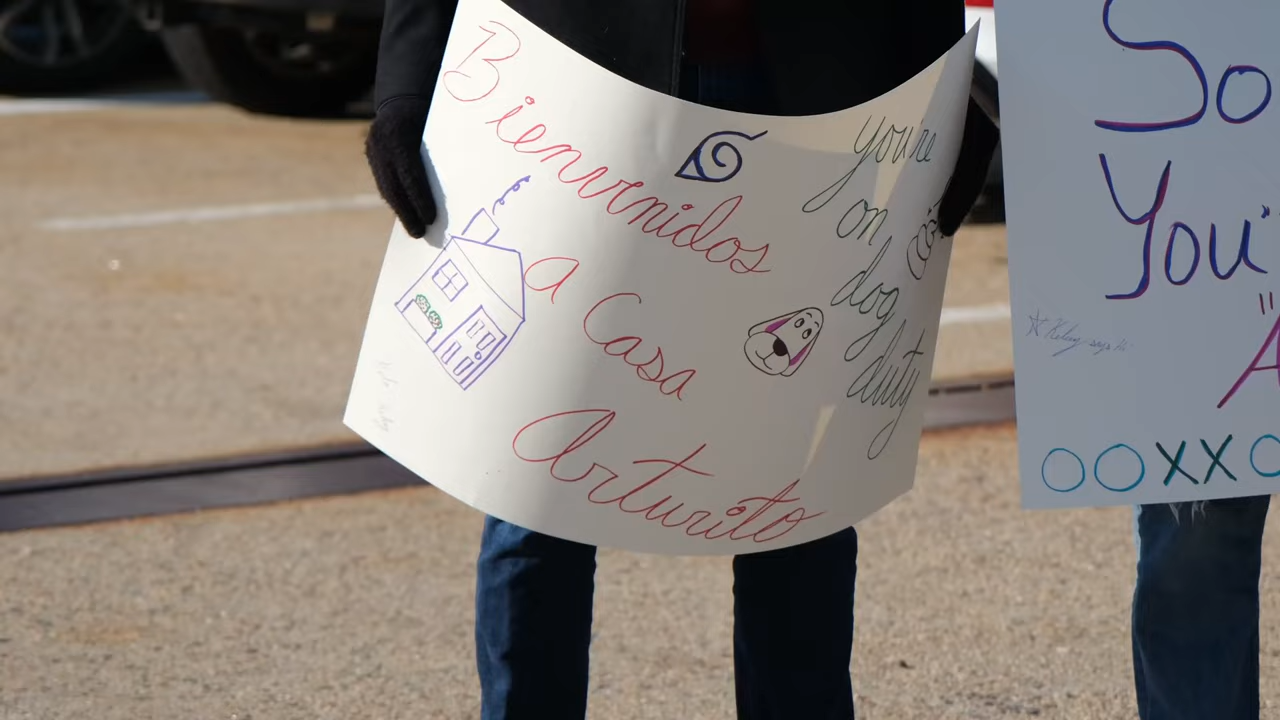 Bienvenidos
a Casa
Arturito
you're
on
dog
duty
So
You'
"
A
OOXXO